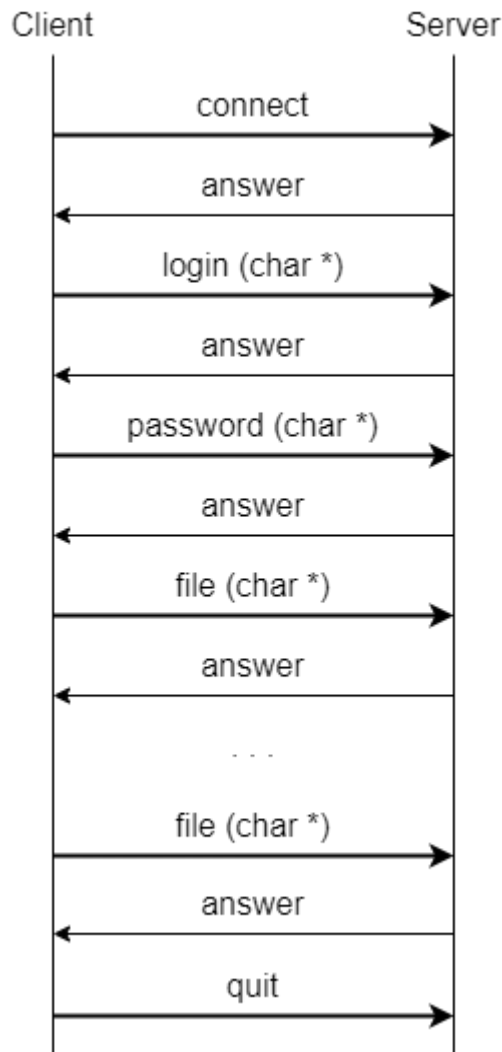 Client Server
connect
answer
login (char *)
answer
password (char *)
answer
file (char *)
answer
. . .
file (char *)
answer
quit